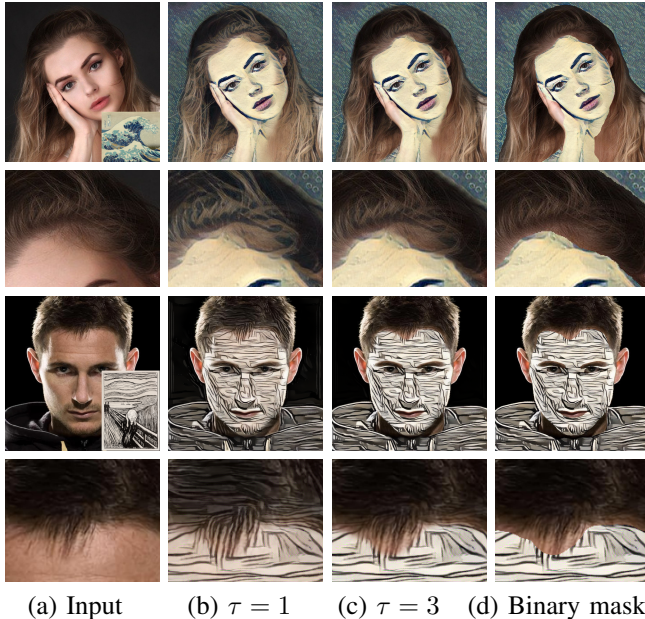 (a) Input (b) τ = 1 (c) τ = 3 (d) Binary mask